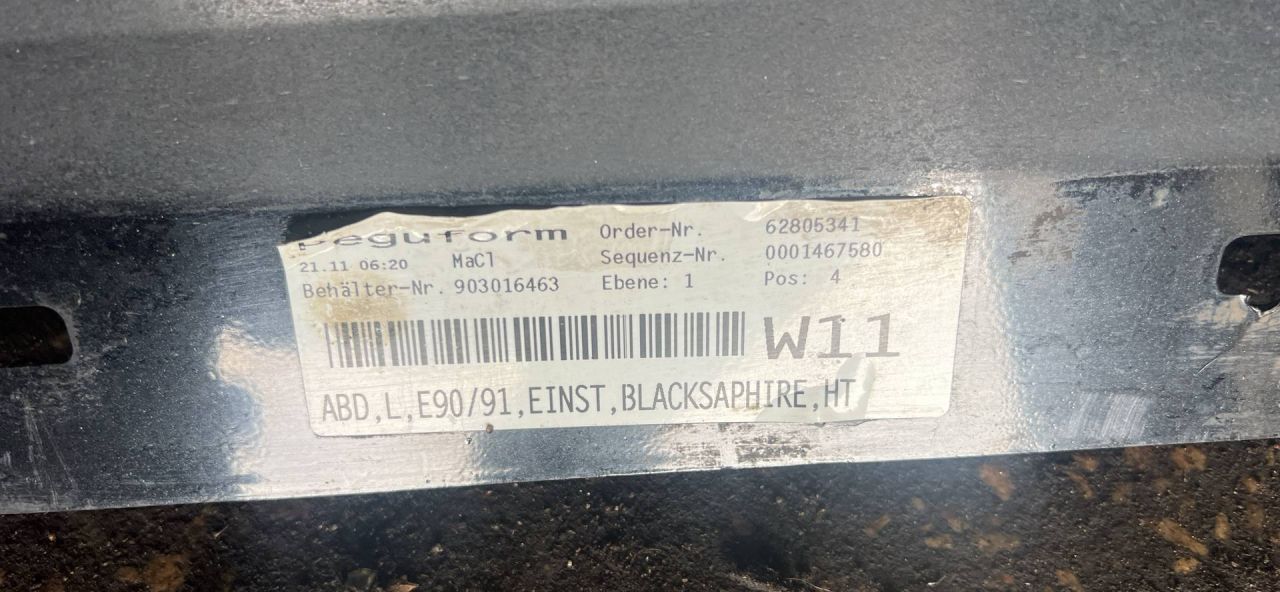 Deguform
Order-Nr. 62805341
21.11 06:20 MaCl
Sequenz-Nr. 0001467580
Behälter-Nr. 903016463 Ebene: 1 Pos: 4
W11
ABD,L,E90/91,EINST,BLACKSAPHIRE,HT